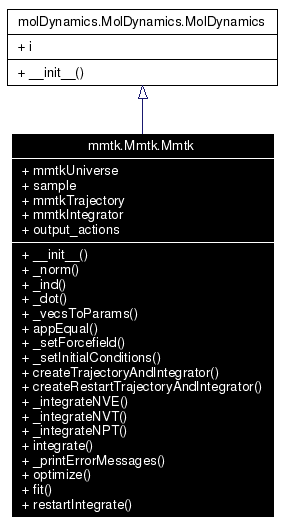 molDynamics.MolDynamics.MolDynamics
+ i
+ __init__()
mmtk.Mmtk.Mmtk
+ mmtkUniverse
+ sample
+ mmtkTrajectory
+ mmtkIntegrator
+ output_actions
+ __init__()
+ _norm()
+ _ind()
+ _dot()
+ _vecsToParams()
+ appEqual()
+ _setForcefield()
+ _setInitialConditions()
+ createTrajectoryAndIntegrator()
+ createRestartTrajectoryAndIntegrator()
+ _integrateNVE()
+ _integrateNVT()
+ _integrateNPT()
+ integrate()
+ _printErrorMessages()
+ optimize()
+ fit()
+ restartIntegrate()